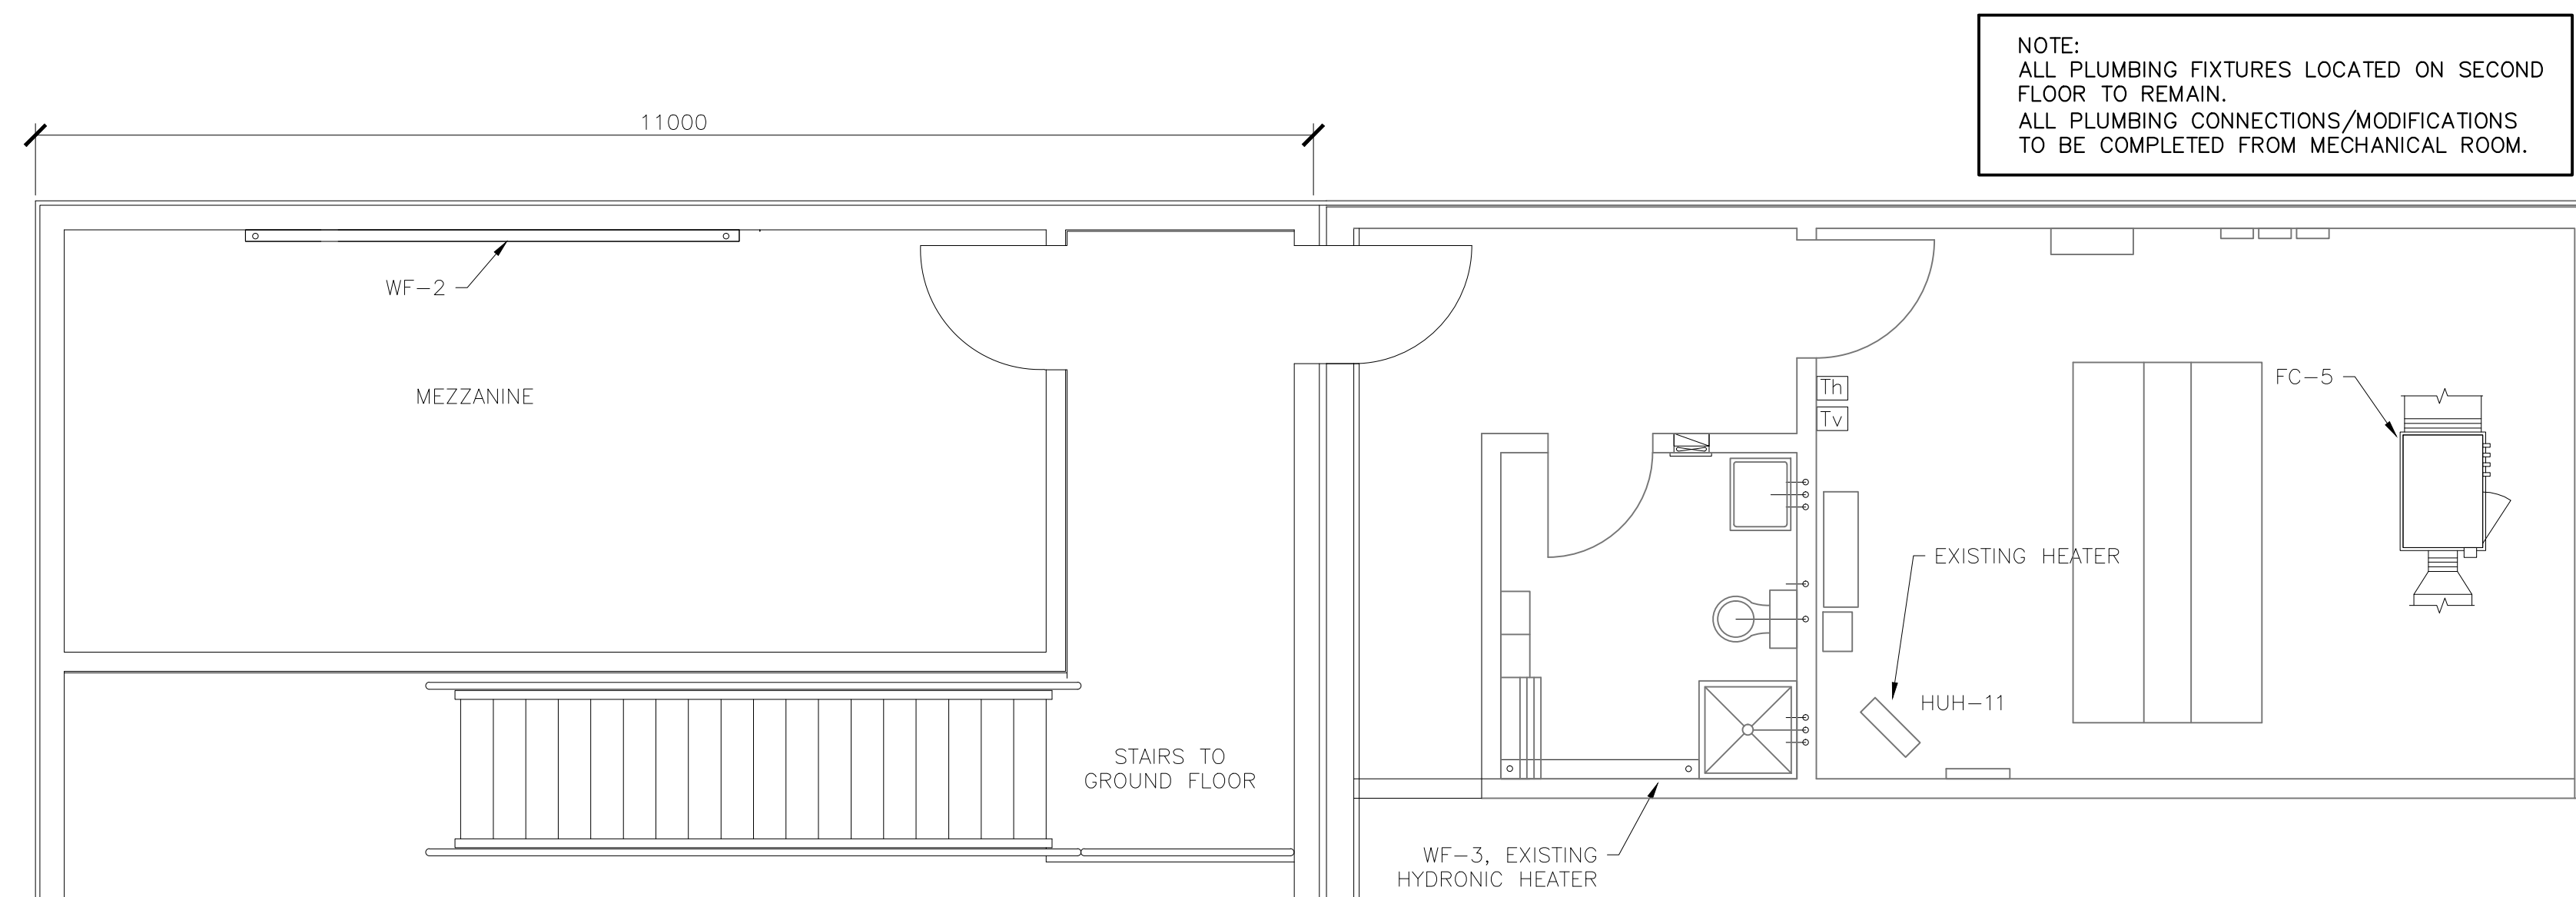 NOTE:
ALL PLUMBING FIXTURES LOCATED ON SECOND
FLOOR TO REMAIN.
ALL PLUMBING CONNECTIONS/MODIFICATIONS
TO BE COMPLETED FROM MECHANICAL ROOM.
11000
WF-2
MEZZANINE
Th
Tv
FC-5
EXISTING HEATER
HUH-11
STAIRS TO
GROUND FLOOR
WF-3, EXISTING
HYDRONIC HEATER